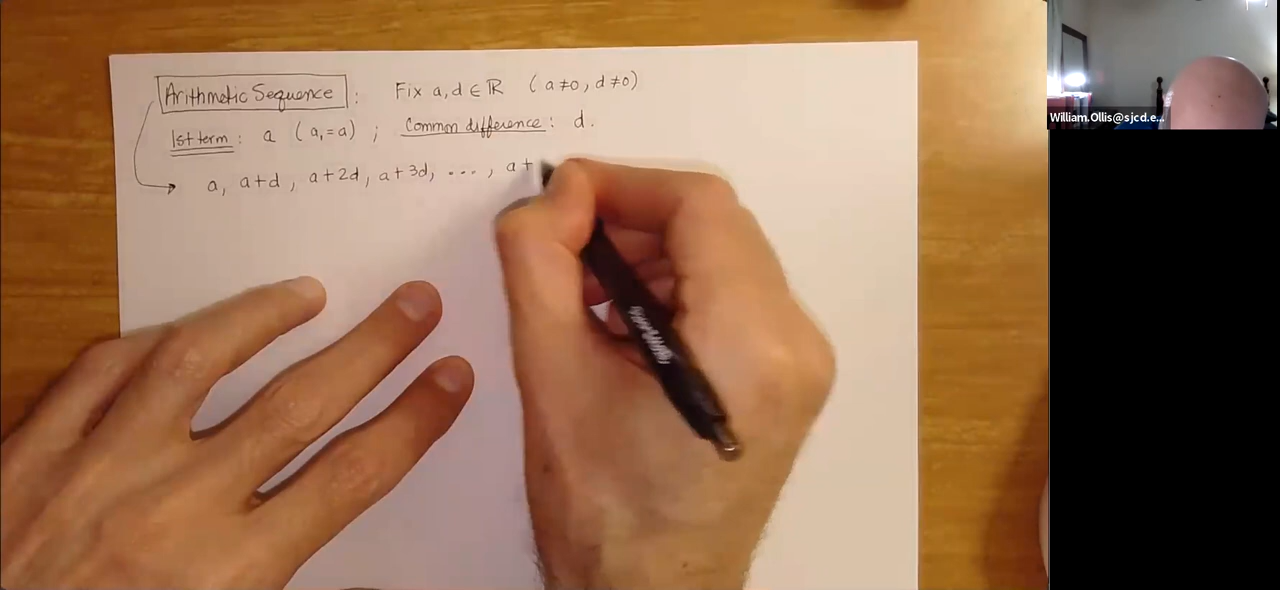 Arithmetic Sequence : Fix a, d ∈ ℝ (a≠0, d≠0)
1st term : a (a₁=a) ; Common difference : d.
a, a+d, a+2d, a+3d, ..., a+
William.Ollis@sjcd.e...